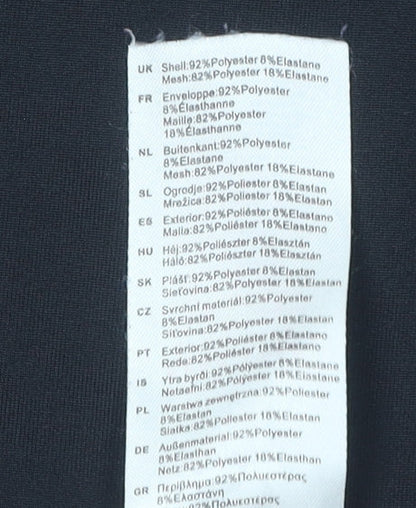 UK Shell:92%Polyester 8%Elastane
Mesh:82%Polyester 18%Elastane
FR Enveloppe:92%Polyester
8%Elasthanne
Maille:82%Polyester
18%Élasthanne
NL Buitenkant:92%Polyester
8%Elastane
Mesh:82%Polyester 18%Elastane
SL Ogrodje:92%Poliester 8%Elastan
Mrežica:82%Poliester 18%Elastan
ES Exterior:92%Poliéster 8%Elastano
Malla:82%Poliéster 18%Elastano
HU Héj:92%Poliészter 8%Elasztán
Háló:82%Poliészter 18%Elasztán
SK Plášť:92%Polyester 8%Elastan
Sieťovina:82%Polyester 18%Elastan
CZ Svrchní materiál:92%Polyester
8%Elastan
Síťovina:82%Polyester 18%Elastan
PT Exterior:92%Poliéster 8%Elastano
Rede:82%Poliéster 18%Elastano
IS Ytra byrði:92%Pólyester 8%Elastane
Netaefni:82%Pólyester 18%Elastane
PL Warstwa zewnętrzna:92%Poliester
8%Elastan
Siatka:82%Poliester 18%Elastan
DE Außenmaterial:92%Polyester
8%Elasthan
Netz:82%Polyester 18%Elasthan
GR Περίβλημα:92%Πολυεστέρας
8%Ελαστάνη
82%Πολυεστέρας